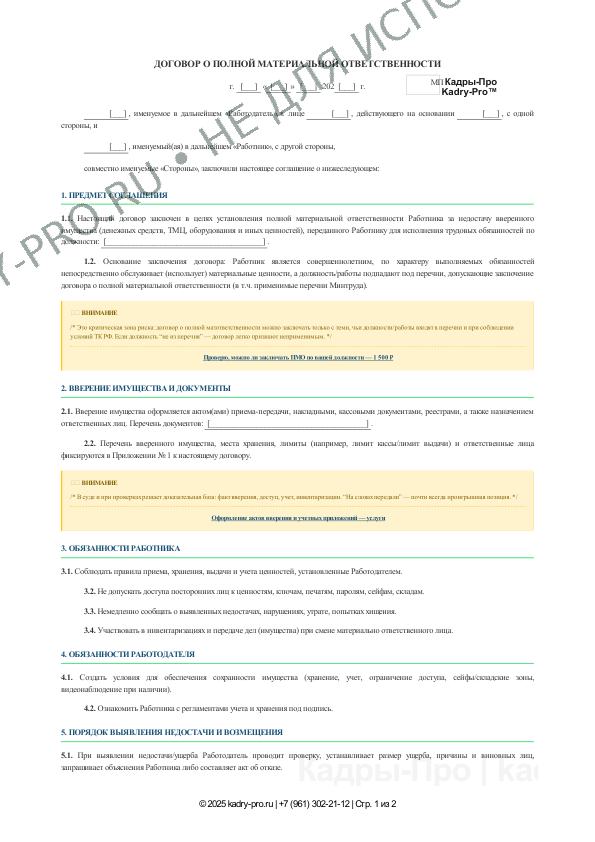 ДОГОВОР О ПОЛНОЙ МАТЕРИАЛЬНОЙ ОТВЕТСТВЕННОСТИ
г. [___] « [___] » [___] 202 [___] г.
МП
Кадры-Про
Kadry-Pro™
[___] , именуемое в дальнейшем «Работодатель», в лице [___] , действующего на основании [___] , с одной
стороны, и
[___] , именуемый(ая) в дальнейшем «Работник», с другой стороны,
совместно именуемые «Стороны», заключили настоящее соглашение о нижеследующем:
1. ПРЕДМЕТ СОГЛАШЕНИЯ
1.1. Настоящий договор заключен в целях установления полной материальной ответственности Работника за недостачу вверенного
имущества (денежных средств, ТМЦ, оборудования и иных ценностей), переданного Работнику для исполнения трудовых обязанностей по
должности: [___] .
1.2. Основание заключения договора: Работник является совершеннолетним, по характеру выполняемых обязанностей
непосредственно обслуживает (использует) материальные ценности, а должность/работы подпадают под перечни, допускающие заключение
договора о полной материальной ответственности (в т.ч. применимые перечни Минтруда).
ВНИМАНИЕ
/* Это критическая зона риска: договор о полной матответственности можно заключать только с теми, чьи должности/работы входят в перечни и при соблюдении
условий ТК РФ. Если должность “не из перечня” — договор легко признают неприменимым. */
Проверю, можно ли заключать ПМО по вашей должности — 1 500 ₽
2. ВВЕРЕНИЕ ИМУЩЕСТВА И ДОКУМЕНТЫ
2.1. Вверение имущества оформляется актом(ами) приема-передачи, накладными, кассовыми документами, реестрами, а также назначением
ответственных лиц. Перечень документов: [___] .
2.2. Перечень вверенного имущества, места хранения, лимиты (например, лимит кассы/лимит выдачи) и ответственные лица
фиксируются в Приложении № 1 к настоящему договору.
ВНИМАНИЕ
/* В суде и при проверках решает доказательная база: факт вверения, доступ, учет, инвентаризации. “На словах передали” — почти всегда проигрышная позиция. */
Оформление актов вверения и учетных приложений — услуги
3. ОБЯЗАННОСТИ РАБОТНИКА
3.1. Соблюдать правила приема, хранения, выдачи и учета ценностей, установленные Работодателем.
3.2. Не допускать доступа посторонних лиц к ценностям, ключам, печатям, паролям, сейфам, складам.
3.3. Немедленно сообщить о выявленных недостачах, нарушениях, утрате, попытках хищения.
3.4. Участвовать в инвентаризациях и передаче дел (имущества) при смене материально ответственного лица.
4. ОБЯЗАННОСТИ РАБОТОДАТЕЛЯ
4.1. Создать условия для обеспечения сохранности имущества (хранение, учет, ограничение доступа, сейфы/складские зоны,
видеонаблюдение при наличии).
4.2. Ознакомить Работника с регламентами учета и хранения под подпись.
5. ПОРЯДОК ВЫЯВЛЕНИЯ НЕДОСТАЧИ И ВОЗМЕЩЕНИЯ
5.1. При выявлении недостачи/ущерба Работодатель проводит проверку, устанавливает размер ущерба, причины и виновных лиц,
запрашивает объяснения Работника либо составляет акт об отказе.
Кадры-Про | ка
© 2025 kadry-pro.ru | +7 (961) 302-21-12 | Стр. 1 из 2
Y-PRO.RU • НЕ ДЛЯ ИСПО